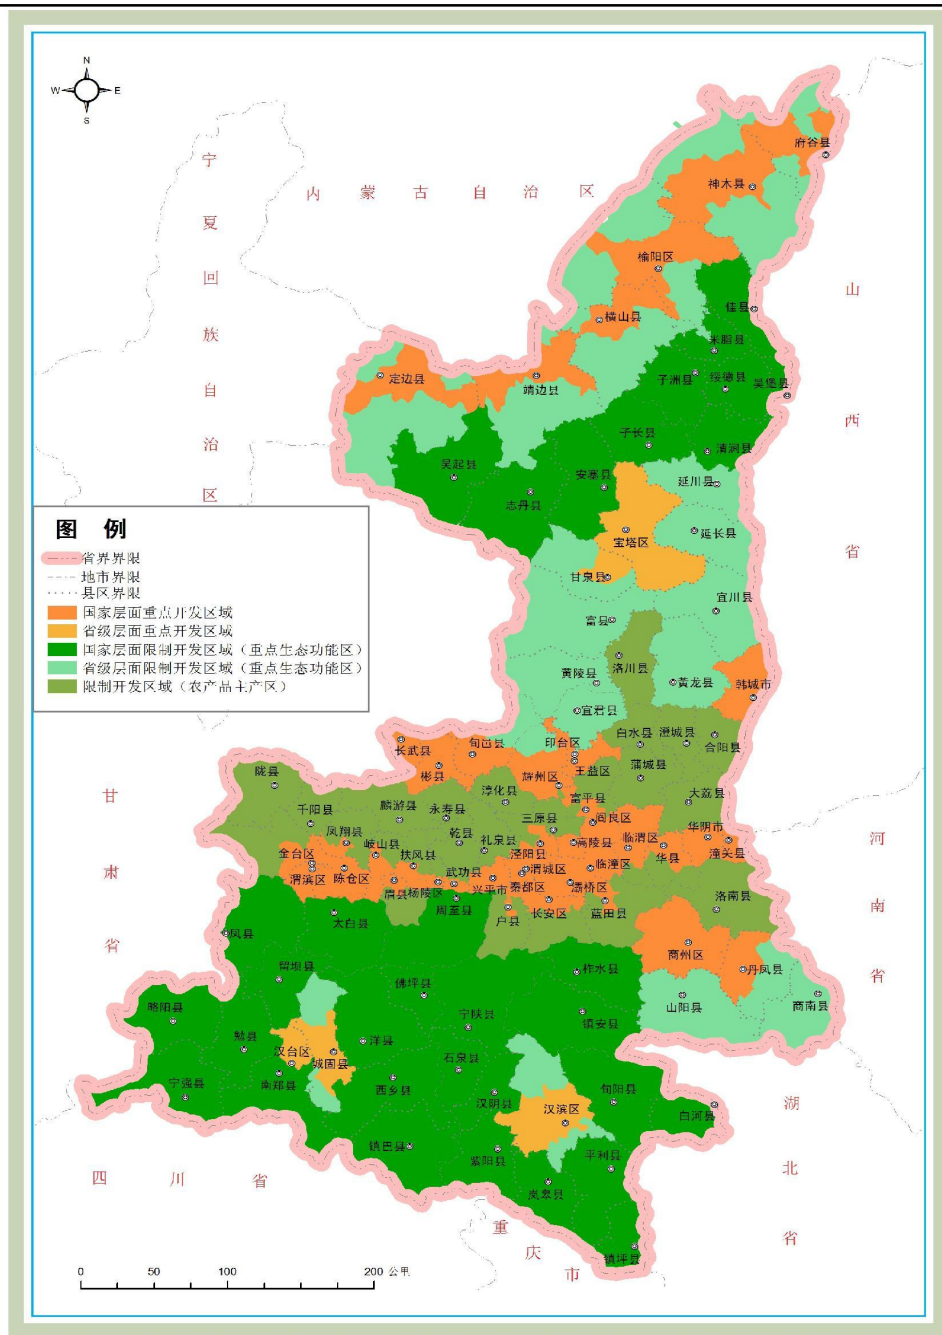 N
W E
S
宁夏回族自治区
内蒙古自治区
山西省
河南省
湖北省
重庆市
四川省
甘肃省
府谷县
神木县
榆阳区
佳县
横山县
米脂县
定边县
靖边县
子洲县
绥德县
吴堡县
子长县
清涧县
吴起县
安塞县
延川县
志丹县
宝塔区
延长县
甘泉县
宜川县
富县
洛川县
黄陵县
黄龙县
韩城市
宜君县
长武县
旬邑县
印台区
白水县
澄城县
合阳县
彬县
王益区
耀州区
蒲城县
陇县
千阳县
麟游县
永寿县
淳化县
富平县
大荔县
凤翔县
岐山县
乾县
礼泉县
三原县
阎良区
华阴市
金台区
扶风县
泾阳县
高陵县
临渭区
华县
潼关县
渭滨区
陈仓区
眉县
杨陵区
武功县
兴平市
渭城区
秦都区
临潼区
灞桥区
周至县
户县
长安区
蓝田县
洛南县
太白县
凤县
商州区
丹凤县
留坝县
佛坪县
柞水县
山阳县
商南县
略阳县
勉县
汉台区
城固县
洋县
宁陕县
镇安县
石泉县
宁强县
南郑县
西乡县
汉阴县
汉滨区
旬阳县
白河县
镇巴县
紫阳县
平利县
岚皋县
镇坪县
图 例
省界界限
地市界限
县区界限
国家层面重点开发区域
省级层面重点开发区域
国家层面限制开发区域（重点生态功能区）
省级层面限制开发区域（重点生态功能区）
限制开发区域（农产品主产区）
0 50 100 200 公里